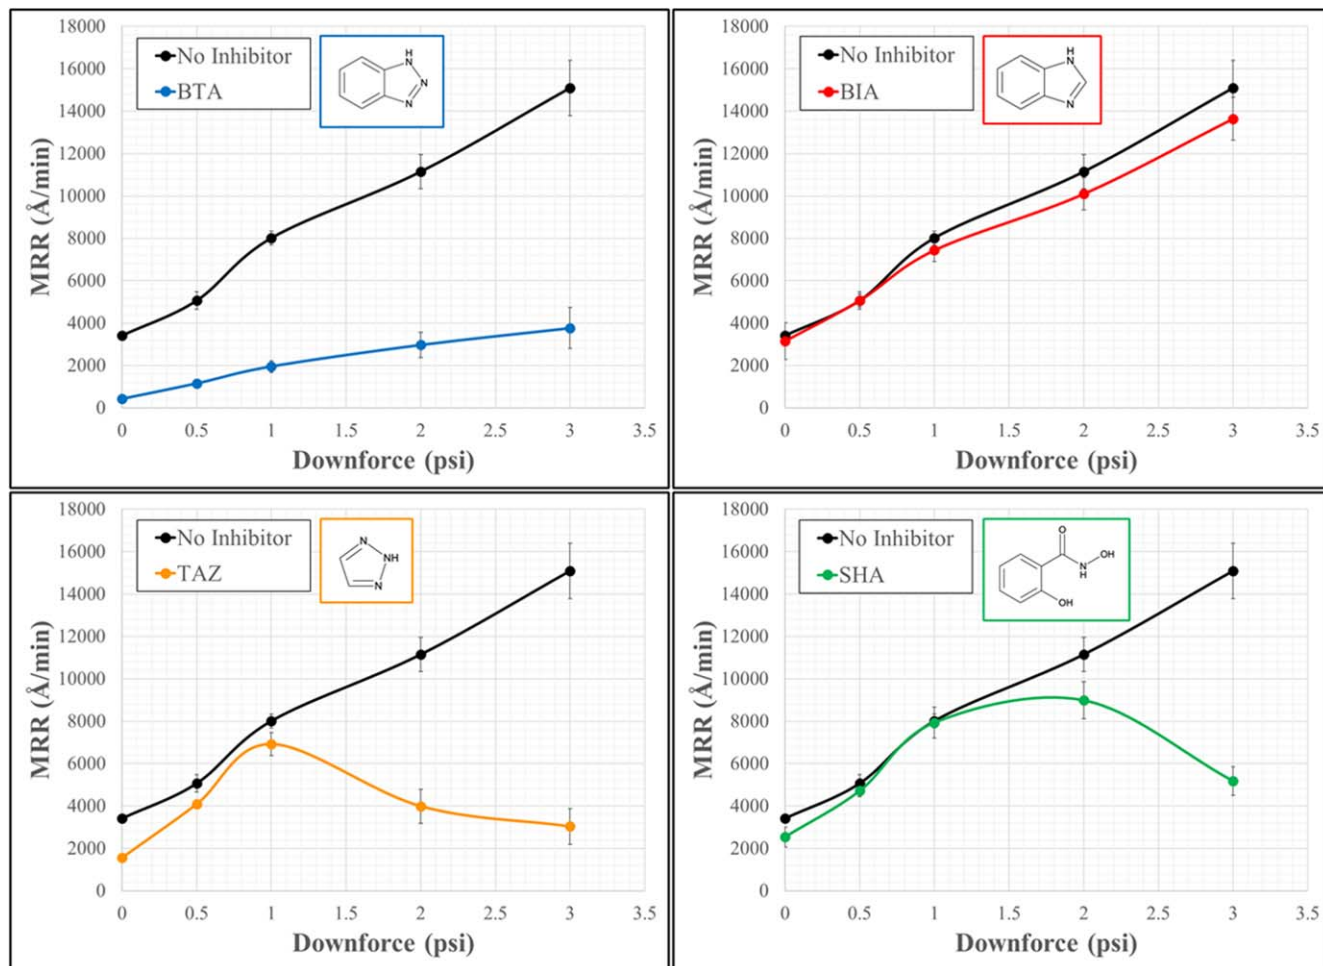 18000
16000
14000
12000
10000
8000
6000
4000
2000
0
MRR (Å/min)
No Inhibitor
BTA
H
N
N
N
0 0.5 1 1.5 2 2.5 3 3.5
Downforce (psi)
18000
16000
14000
12000
10000
8000
6000
4000
2000
0
MRR (Å/min)
No Inhibitor
BIA
H
N
N
0 0.5 1 1.5 2 2.5 3 3.5
Downforce (psi)
18000
16000
14000
12000
10000
8000
6000
4000
2000
0
MRR (Å/min)
No Inhibitor
TAZ
N
NH
N
0 0.5 1 1.5 2 2.5 3 3.5
Downforce (psi)
18000
16000
14000
12000
10000
8000
6000
4000
2000
0
MRR (Å/min)
No Inhibitor
SHA
O
OH
N
H
OH
0 0.5 1 1.5 2 2.5 3 3.5
Downforce (psi)